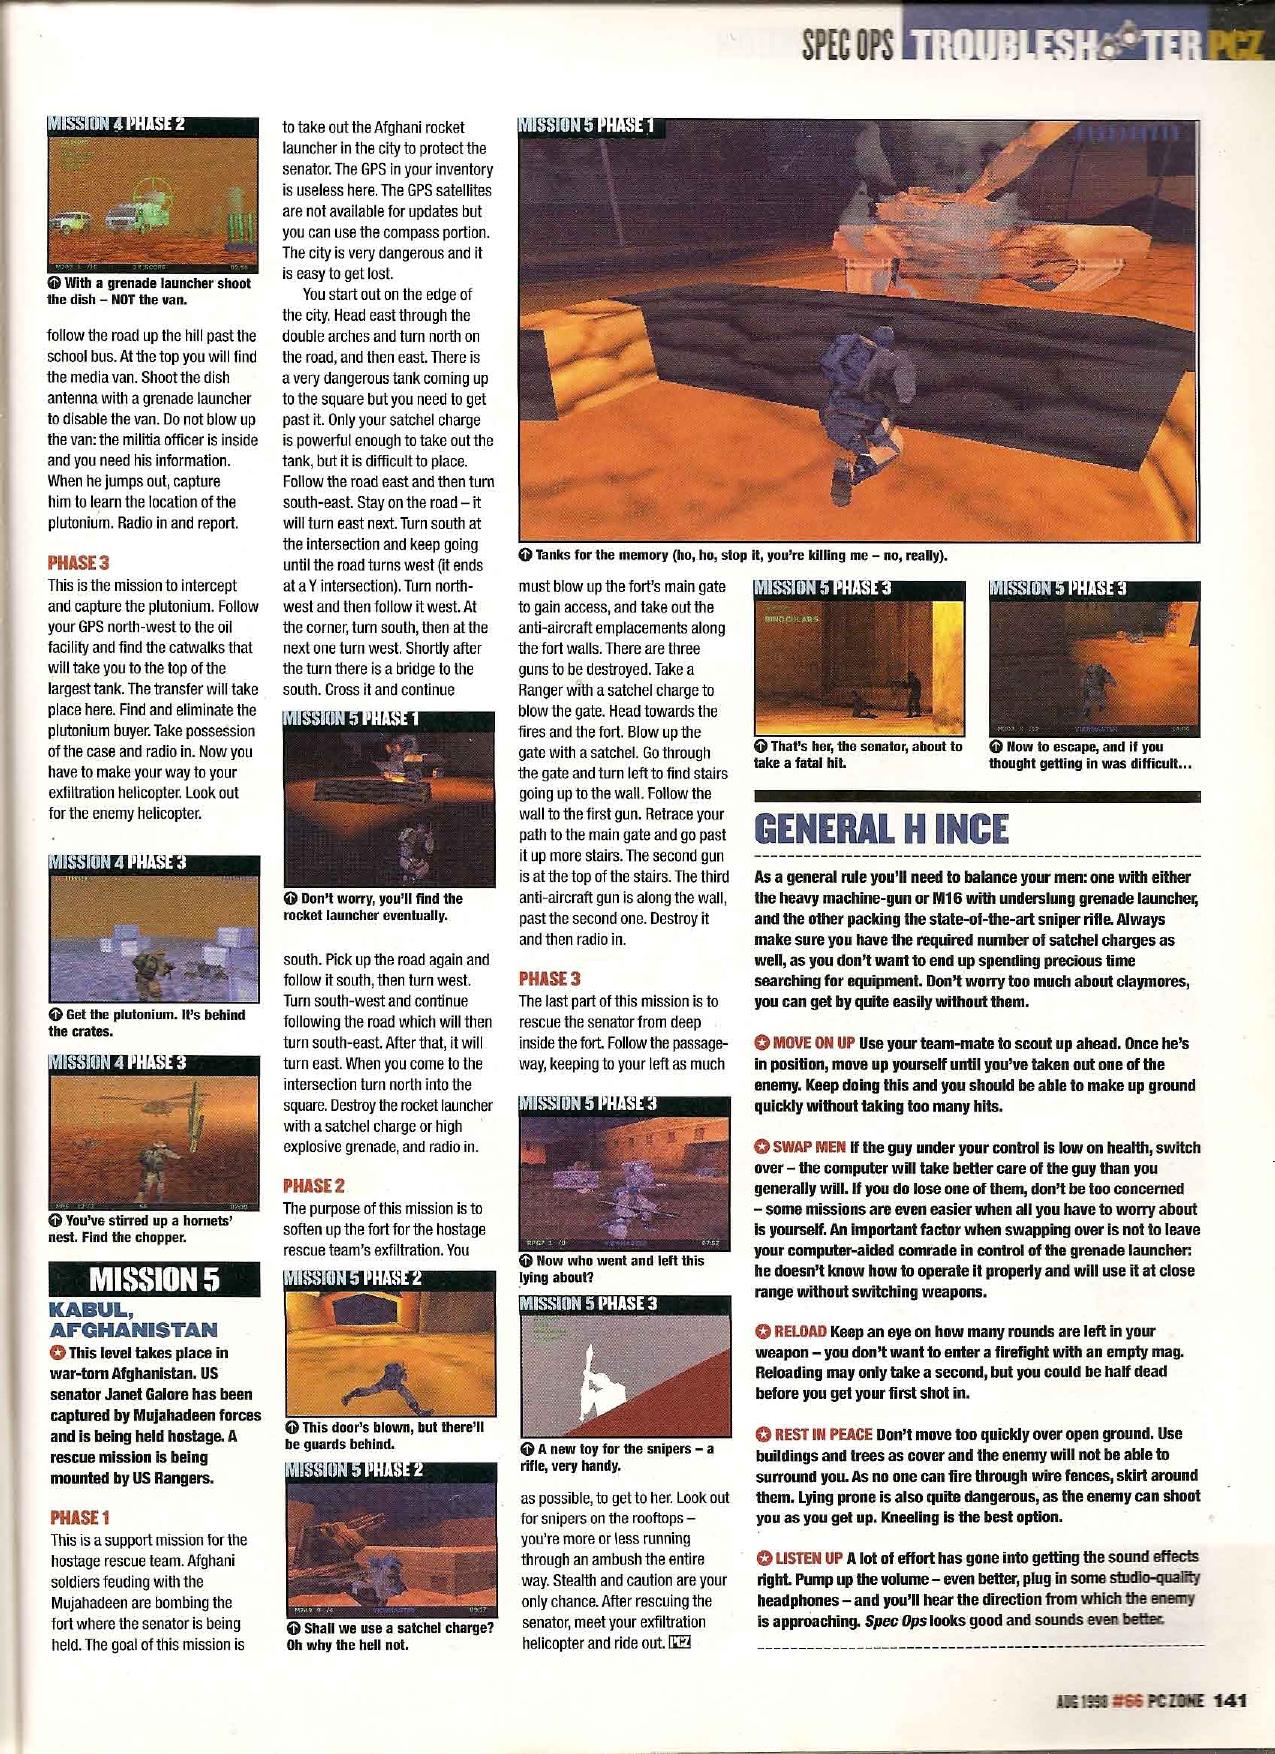 SPEC OPS TROUBLESHOOTER PCZ
MISSION 4 PHASE 2
With a grenade launcher shoot
the dish – NOT the van.
follow the road up the hill past the
school bus. At the top you will find
the media van. Shoot the dish
antenna with a grenade launcher
to disable the van. Do not blow up
the van: the militia officer is inside
and you need his information.
When he jumps out, capture
him to learn the location of the
plutonium. Radio in and report.
PHASE 3
This is the mission to intercept
and capture the plutonium. Follow
your GPS north-west to the oil
facility and find the catwalks that
will take you to the top of the
largest tank. The transfer will take
place here. Find and eliminate the
plutonium buyer. Take possession
of the case and radio in. Now you
have to make your way to your
exfiltration helicopter. Look out
for the enemy helicopter.
MISSION 4 PHASE 3
Get the plutonium. It's behind
the crates.
MISSION 4 PHASE 3
You've stirred up a hornets'
nest. Find the chopper.
MISSION 5
KABUL,
AFGHANISTAN
This level takes place in
war-torn Afghanistan. US
senator Janet Galore has been
captured by Mujahadeen forces
and is being held hostage. A
rescue mission is being
mounted by US Rangers.
PHASE 1
This is a support mission for the
hostage rescue team. Afghani
soldiers feuding with the
Mujahadeen are bombing the
fort where the senator is being
held. The goal of this mission is
to take out the Afghani rocket
launcher in the city to protect the
senator. The GPS in your inventory
is useless here. The GPS satellites
are not available for updates but
you can use the compass portion.
The city is very dangerous and it
is easy to get lost.
You start out on the edge of
the city. Head east through the
double arches and turn north on
the road, and then east. There is
a very dangerous tank coming up
to the square but you need to get
past it. Only your satchel charge
is powerful enough to take out the
tank, but it is difficult to place.
Follow the road east and then turn
south-east. Stay on the road – it
will turn east next. Turn south at
the intersection and keep going
until the road turns west (it ends
at a Y intersection). Turn north-
west and then follow it west. At
the corner, turn south, then at the
next one turn west. Shortly after
the turn there is a bridge to the
south. Cross it and continue
MISSION 5 PHASE 1
Don't worry, you'll find the
rocket launcher eventually.
south. Pick up the road again and
follow it south, then turn west.
Turn south-west and continue
following the road which will then
turn south-east. After that, it will
turn east. When you come to the
intersection turn north into the
square. Destroy the rocket launcher
with a satchel charge or high
explosive grenade, and radio in.
PHASE 2
The purpose of this mission is to
soften up the fort for the hostage
rescue team's exfiltration. You
MISSION 5 PHASE 2
This door's blown, but there'll
be guards behind.
MISSION 5 PHASE 2
Shall we use a satchel charge?
Oh why the hell not.
MISSION 5 PHASE 1
Tanks for the memory (ho, ho, stop it, you're killing me – no, really).
must blow up the fort's main gate
to gain access, and take out the
anti-aircraft emplacements along
the fort walls. There are three
guns to be destroyed. Take a
Ranger with a satchel charge to
blow the gate. Head towards the
fires and the fort. Blow up the
gate with a satchel. Go through
the gate and turn left to find stairs
going up to the wall. Follow the
wall to the first gun. Retrace your
path to the main gate and go past
it up more stairs. The second gun
is at the top of the stairs. The third
anti-aircraft gun is along the wall,
past the second one. Destroy it
and then radio in.
PHASE 3
The last part of this mission is to
rescue the senator from deep
inside the fort. Follow the passage-
way, keeping to your left as much
MISSION 5 PHASE 3
Now who went and left this
lying about?
MISSION 5 PHASE 3
A new toy for the snipers – a
rifle, very handy.
as possible, to get to her. Look out
for snipers on the rooftops –
you're more or less running
through an ambush the entire
way. Stealth and caution are your
only chance. After rescuing the
senator, meet your exfiltration
helicopter and ride out. PCZ
MISSION 5 PHASE 3
BINOCULARS
That's her, the senator, about to
take a fatal hit.
MISSION 5 PHASE 3
Now to escape, and if you
thought getting in was difficult...
GENERAL H INCE
As a general rule you'll need to balance your men: one with either
the heavy machine-gun or M16 with underslung grenade launcher,
and the other packing the state-of-the-art sniper rifle. Always
make sure you have the required number of satchel charges as
well, as you don't want to end up spending precious time
searching for equipment. Don't worry too much about claymores,
you can get by quite easily without them.
MOVE ON UP Use your team-mate to scout up ahead. Once he's
in position, move up yourself until you've taken out one of the
enemy. Keep doing this and you should be able to make up ground
quickly without taking too many hits.
SWAP MEN If the guy under your control is low on health, switch
over – the computer will take better care of the guy than you
generally will. If you do lose one of them, don't be too concerned
– some missions are even easier when all you have to worry about
is yourself. An important factor when swapping over is not to leave
your computer-aided comrade in control of the grenade launcher:
he doesn't know how to operate it properly and will use it at close
range without switching weapons.
RELOAD Keep an eye on how many rounds are left in your
weapon – you don't want to enter a firefight with an empty mag.
Reloading may only take a second, but you could be half dead
before you get your first shot in.
REST IN PEACE Don't move too quickly over open ground. Use
buildings and trees as cover and the enemy will not be able to
surround you. As no one can fire through wire fences, skirt around
them. Lying prone is also quite dangerous, as the enemy can shoot
you as you get up. Kneeling is the best option.
LISTEN UP A lot of effort has gone into getting the sound effects
right. Pump up the volume – even better, plug in some studio-quality
headphones – and you'll hear the direction from which the enemy
is approaching. Spec Ops looks good and sounds even better.
AUG 1998 #66 PC ZONE 141